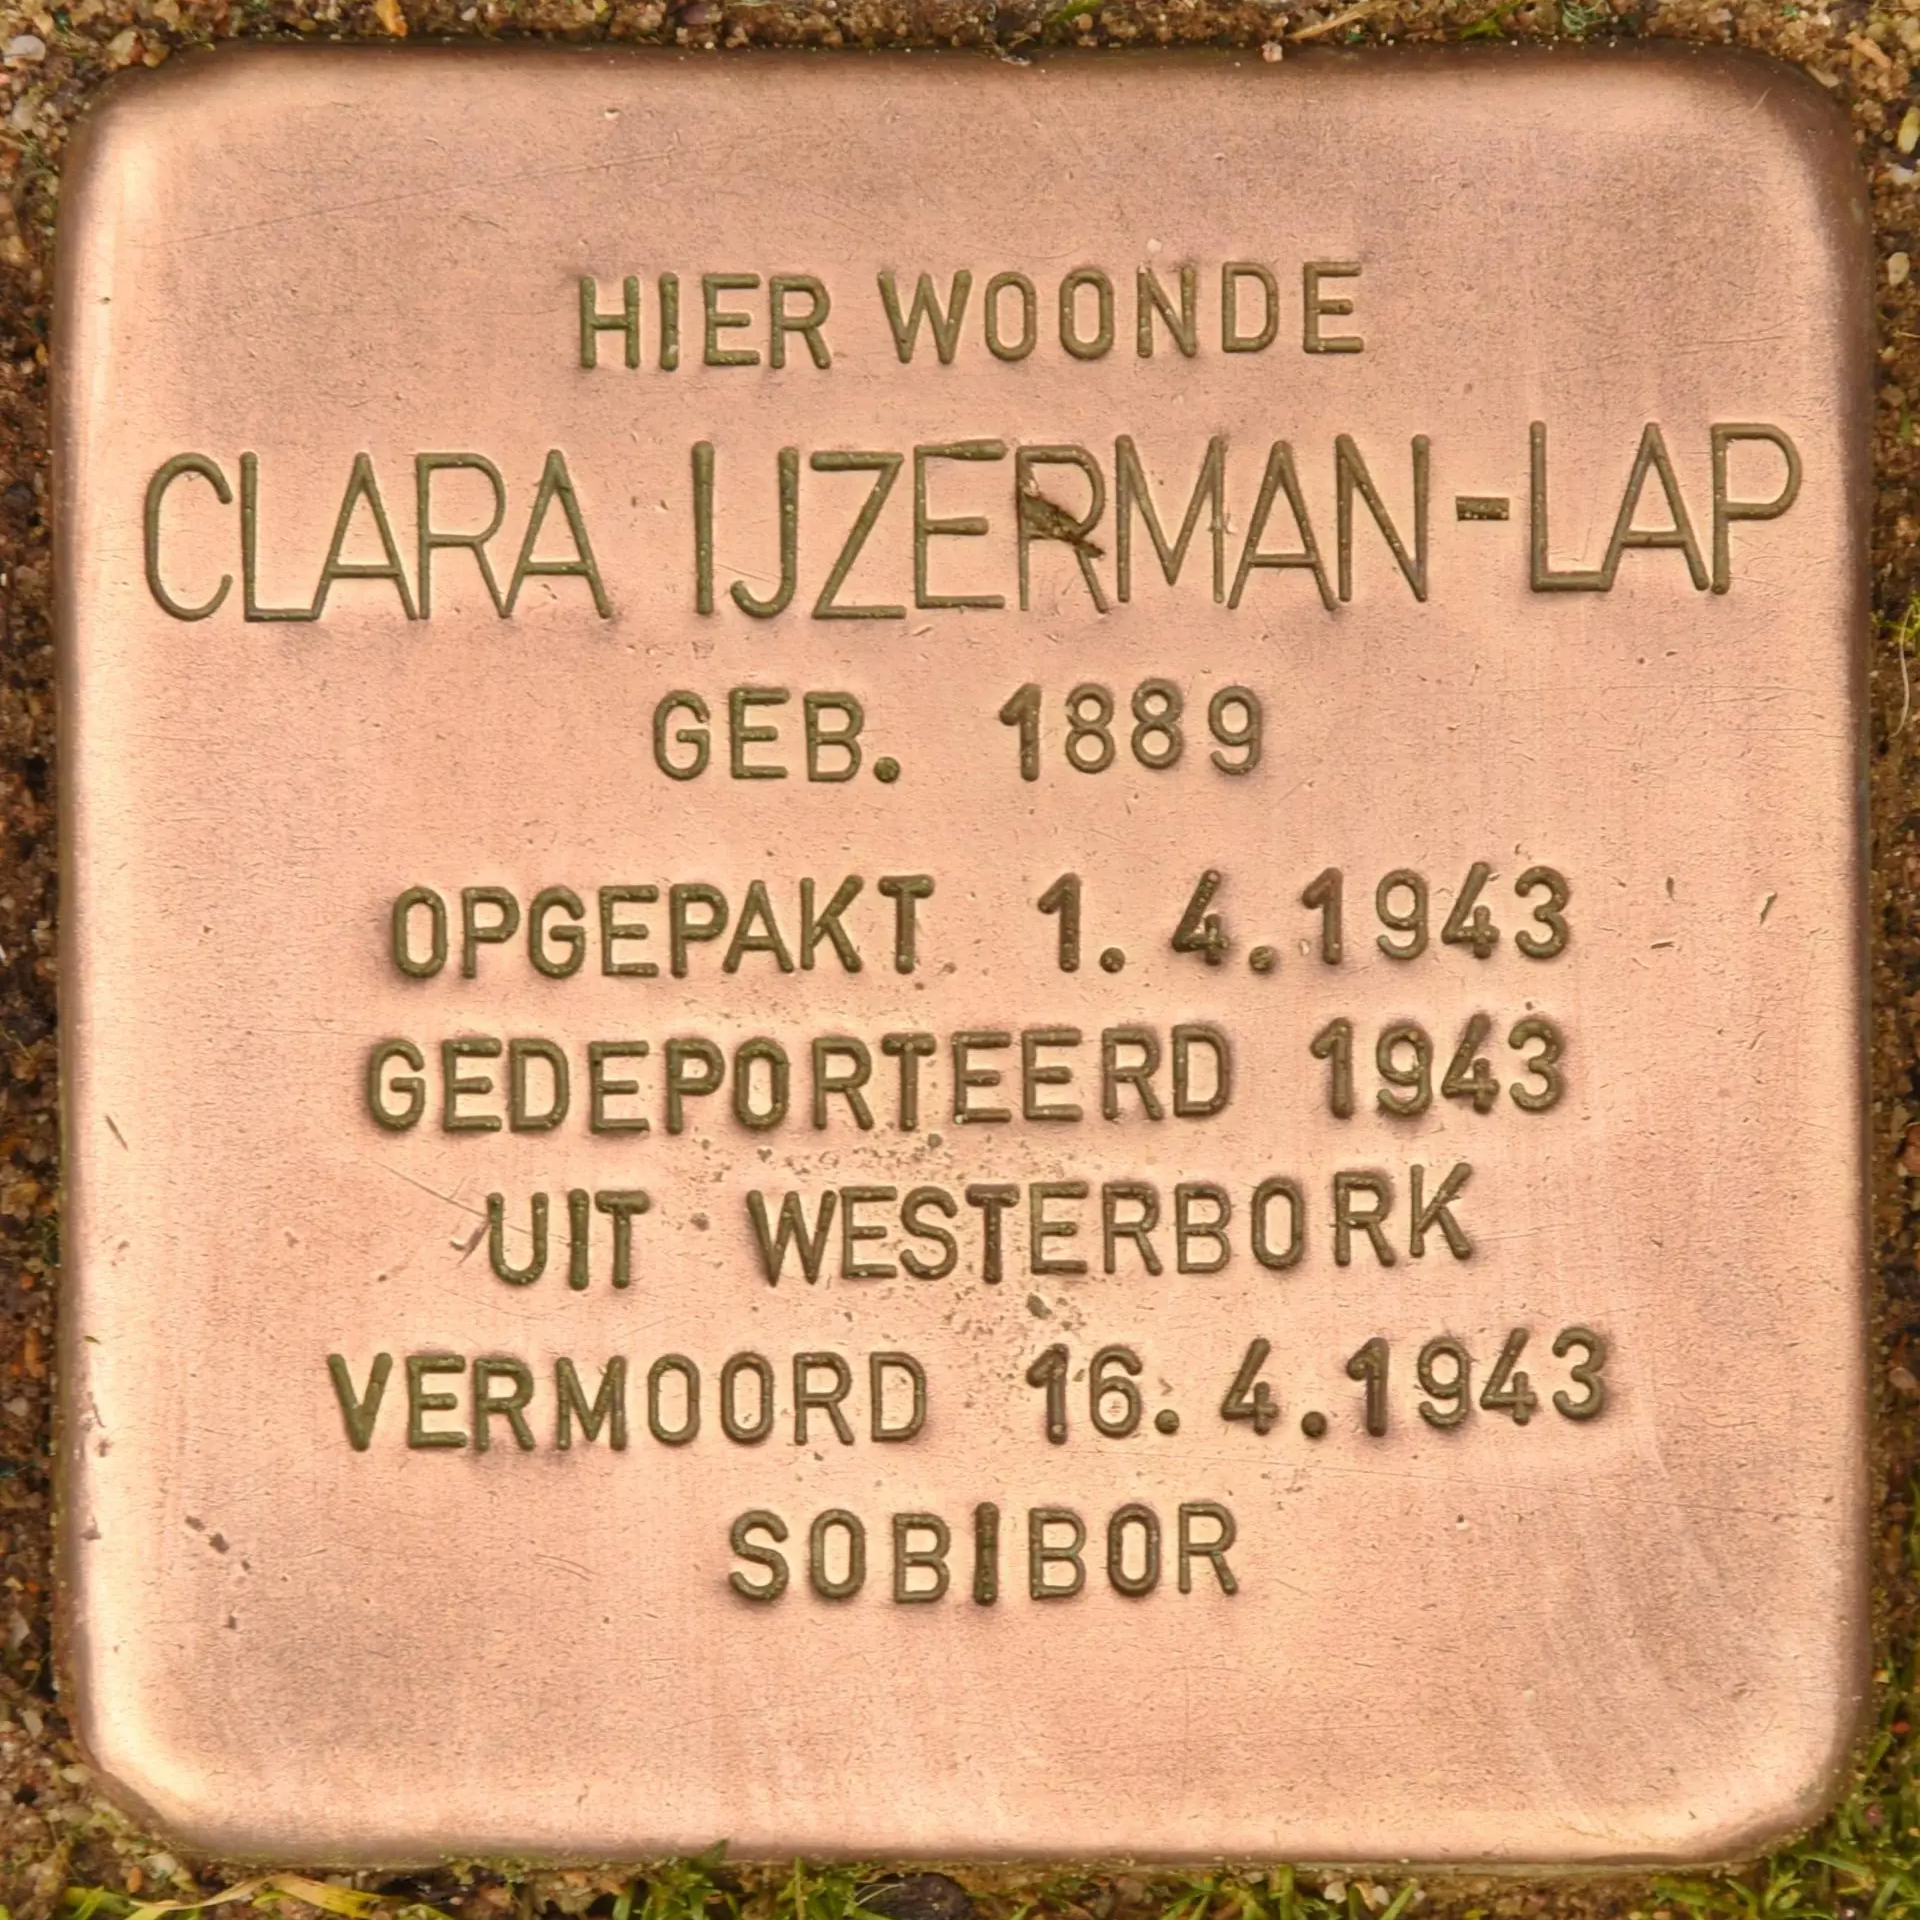 HIER WOONDE
CLARA IJZERMAN-LAP
GEB. 1889
OPGEPAKT 1.4.1943
GEDEPORTEERD 1943
UIT WESTERBORK
VERMOORD 16.4.1943
SOBIBOR